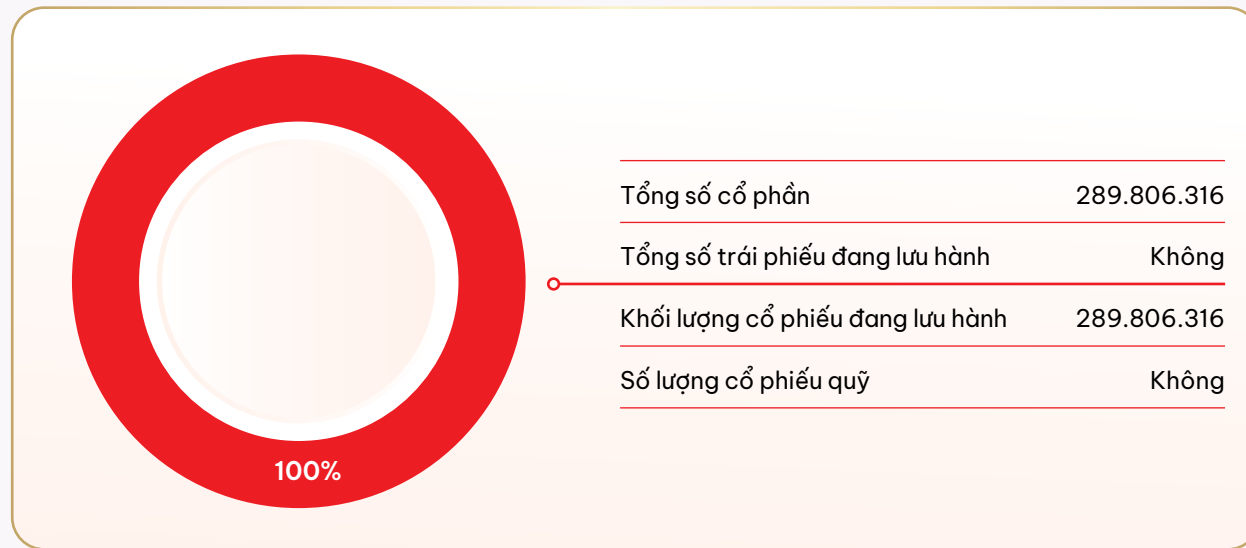 Tổng số cổ phần 289.806.316
Tổng số trái phiếu đang lưu hành Không
Khối lượng cổ phiếu đang lưu hành 289.806.316
Số lượng cổ phiếu quỹ Không
100%